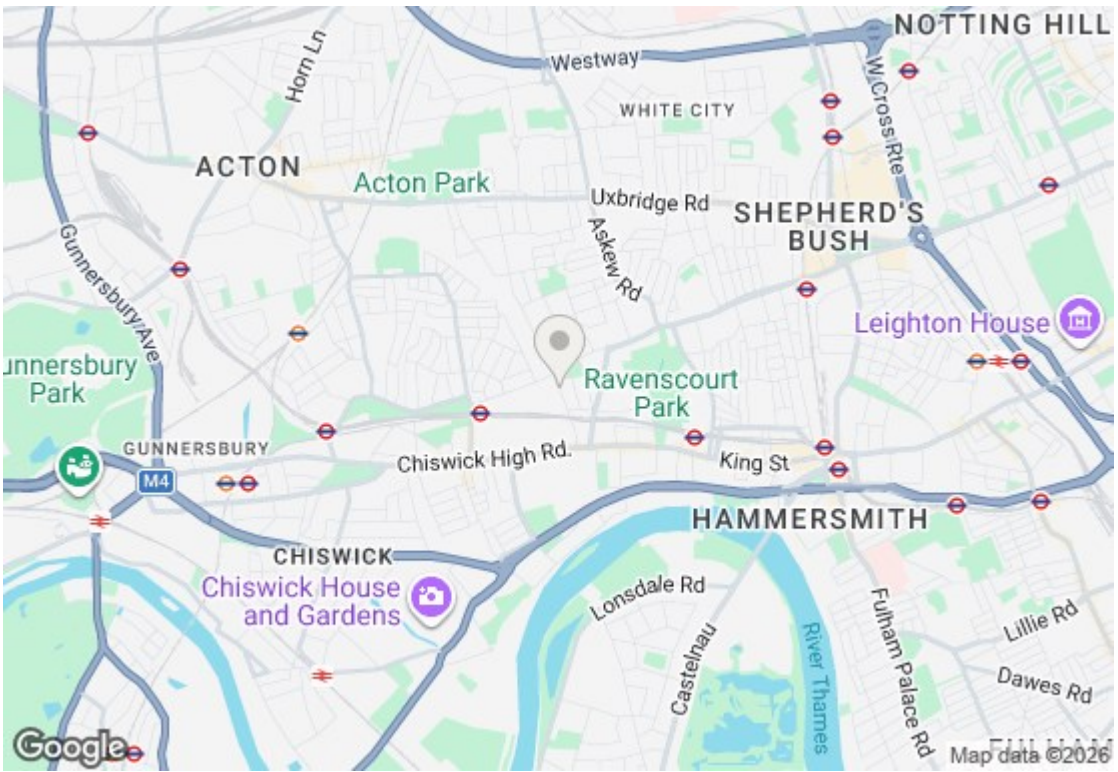 NOTTING HILL
Westway
Horn Ln
WHITE CITY
W Cross Rte
ACTON
Acton Park
Uxbridge Rd
SHEPHERD'S
BUSH
Askew Rd
Gunnersbury Ave
Leighton House
unnersbury
Park
Ravenscourt
Park
GUNNERSBURY
Chiswick High Rd.
King St
M4
HAMMERSMITH
CHISWICK
Chiswick House
and Gardens
Lonsdale Rd
Castelnau
River Thames
Fulham Palace Rd
Lillie Rd
Dawes Rd
FULHAM
Google
Map data ©2026